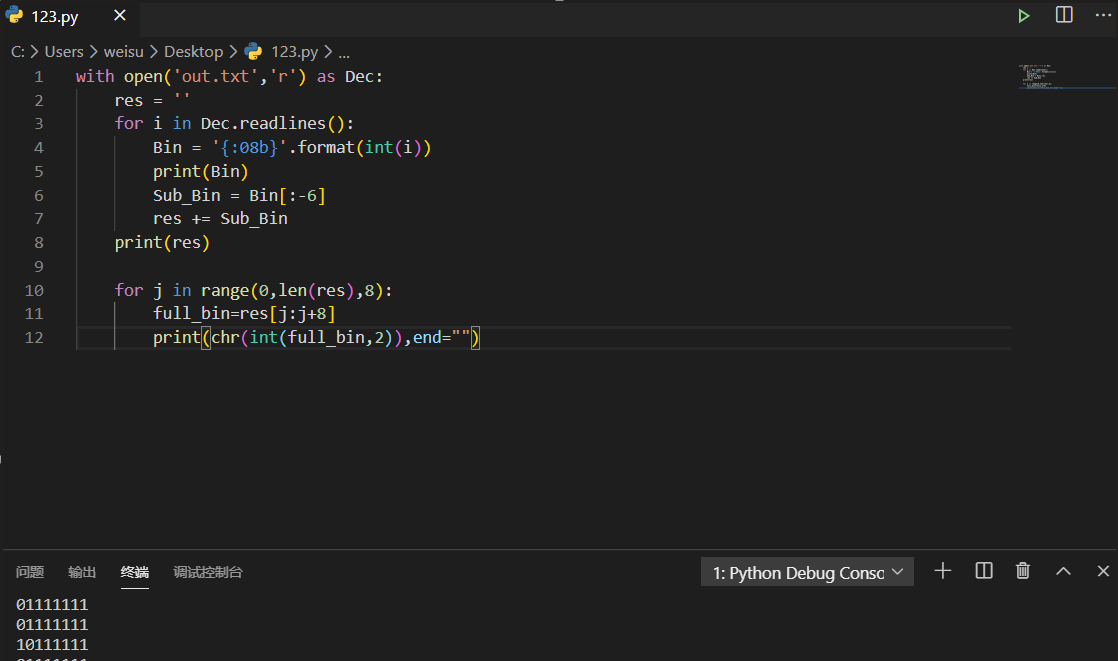 123.py
C: > Users > weisu > Desktop > 123.py > ...
1 with open('out.txt','r') as Dec:
2     res = ''
3     for i in Dec.readlines():
4         Bin = '{:08b}'.format(int(i))
5         print(Bin)
6         Sub_Bin = Bin[:-6]
7         res += Sub_Bin
8     print(res)
9
10     for j in range(0,len(res),8):
11         full_bin=res[j:j+8]
12         print(chr(int(full_bin,2)),end="")
问题 输出 终端 调试控制台 1: Python Debug Consc
01111111
01111111
10111111
01111111